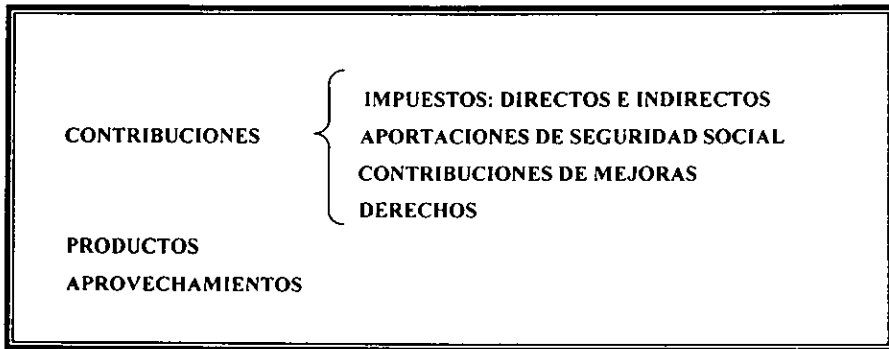 CONTRIBUCIONES
IMPUESTOS: DIRECTOS E INDIRECTOS
APORTACIONES DE SEGURIDAD SOCIAL
CONTRIBUCIONES DE MEJORAS
DERECHOS
PRODUCTOS
APROVECHAMIENTOS